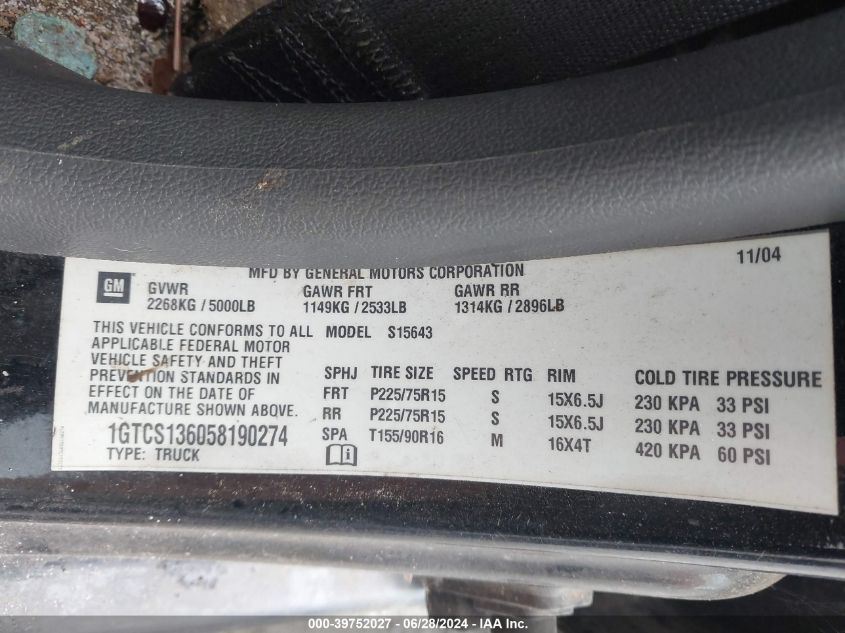 MFD BY GENERAL MOTORS CORPORATION 11/04
GM
GVWR GAWR FRT GAWR RR
2268KG / 5000LB 1149KG / 2533LB 1314KG / 2896LB
THIS VEHICLE CONFORMS TO ALL MODEL S15643
APPLICABLE FEDERAL MOTOR
VEHICLE SAFETY AND THEFT
PREVENTION STANDARDS IN
EFFECT ON THE DATE OF
MANUFACTURE SHOWN ABOVE.
1GTCS136058190274
TYPE: TRUCK
SPHJ TIRE SIZE SPEED RTG RIM COLD TIRE PRESSURE
FRT P225/75R15 S 15X6.5J 230 KPA 33 PSI
RR P225/75R15 S 15X6.5J 230 KPA 33 PSI
SPA T155/90R16 M 16X4T 420 KPA 60 PSI
000-39752027 - 06/28/2024 - © IAA Inc.